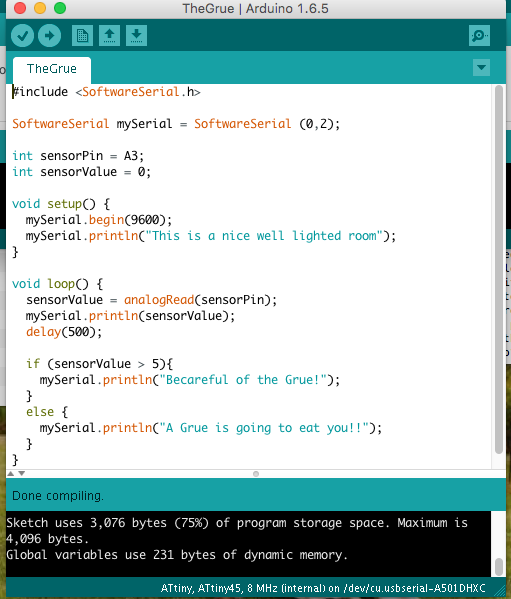 TheGrue | Arduino 1.6.5
TheGrue
#include <SoftwareSerial.h>
SoftwareSerial mySerial = SoftwareSerial (0,2);
int sensorPin = A3;
int sensorValue = 0;
void setup() {
mySerial.begin(9600);
mySerial.println("This is a nice well lighted room");
}
void loop() {
sensorValue = analogRead(sensorPin);
mySerial.println(sensorValue);
delay(500);
if (sensorValue > 5){
mySerial.println("Becareful of the Grue!");
}
else {
mySerial.println("A Grue is going to eat you!!");
}
}
Done compiling.
Sketch uses 3,076 bytes (75%) of program storage space. Maximum is
4,096 bytes.
Global variables use 231 bytes of dynamic memory.
ATtiny, ATtiny45, 8 MHz (internal) on /dev/cu.usbserial-A501DHXC